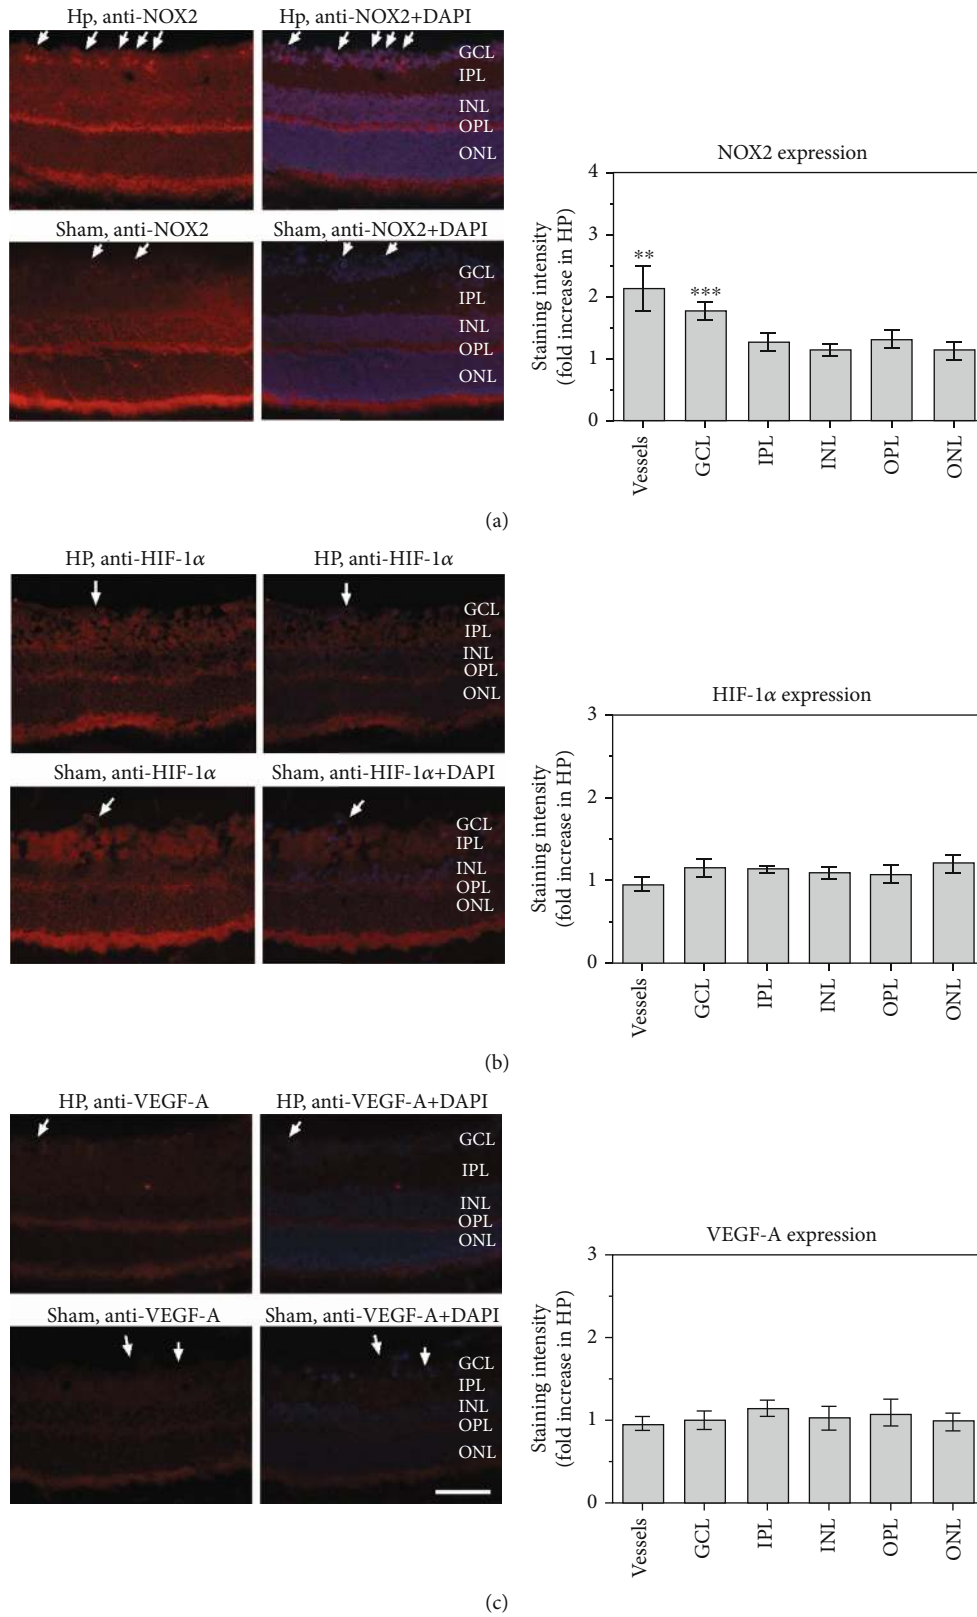 Hp, anti-NOX2
Hp, anti-NOX2+DAPI
GCL
IPL
INL
OPL
ONL
Sham, anti-NOX2
Sham, anti-NOX2+DAPI
GCL
IPL
INL
OPL
ONL
NOX2 expression
Staining intensity
(fold increase in HP)
4
3
2
1
0
**
***
Vessels
GCL
IPL
INL
OPL
ONL
(a)
HP, anti-HIF-1α
HP, anti-HIF-1α
GCL
IPL
INL
OPL
ONL
Sham, anti-HIF-1α
Sham, anti-HIF-1α+DAPI
GCL
IPL
INL
OPL
ONL
HIF-1α expression
Staining intensity
(fold increase in HP)
3
2
1
0
Vessels
GCL
IPL
INL
OPL
ONL
(b)
HP, anti-VEGF-A
HP, anti-VEGF-A+DAPI
GCL
IPL
INL
OPL
ONL
Sham, anti-VEGF-A
Sham, anti-VEGF-A+DAPI
GCL
IPL
INL
OPL
ONL
VEGF-A expression
Staining intensity
(fold increase in HP)
3
2
1
0
Vessels
GCL
IPL
INL
OPL
ONL
(c)